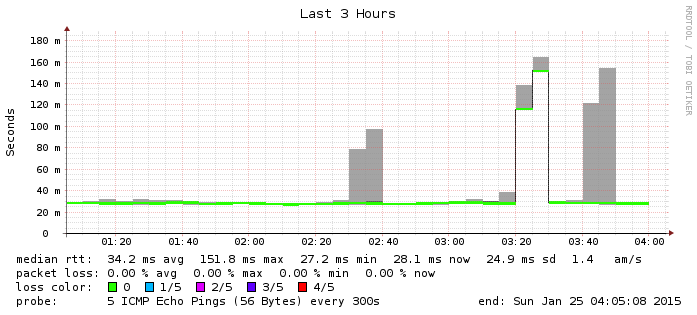 Last 3 Hours
RRDTOOL / TOBI OETIKER
Seconds
180 m
160 m
140 m
120 m
100 m
80 m
60 m
40 m
20 m
0
01:20 01:40 02:00 02:20 02:40 03:00 03:20 03:40 04:00
median rtt: 34.2 ms avg 151.8 ms max 27.2 ms min 28.1 ms now 24.9 ms sd 1.4 am/s
packet loss: 0.00 % avg 0.00 % max 0.00 % min 0.00 % now
loss color: 0 1/5 2/5 3/5 4/5
probe: 5 ICMP Echo Pings (56 Bytes) every 300s end: Sun Jan 25 04:05:08 2015